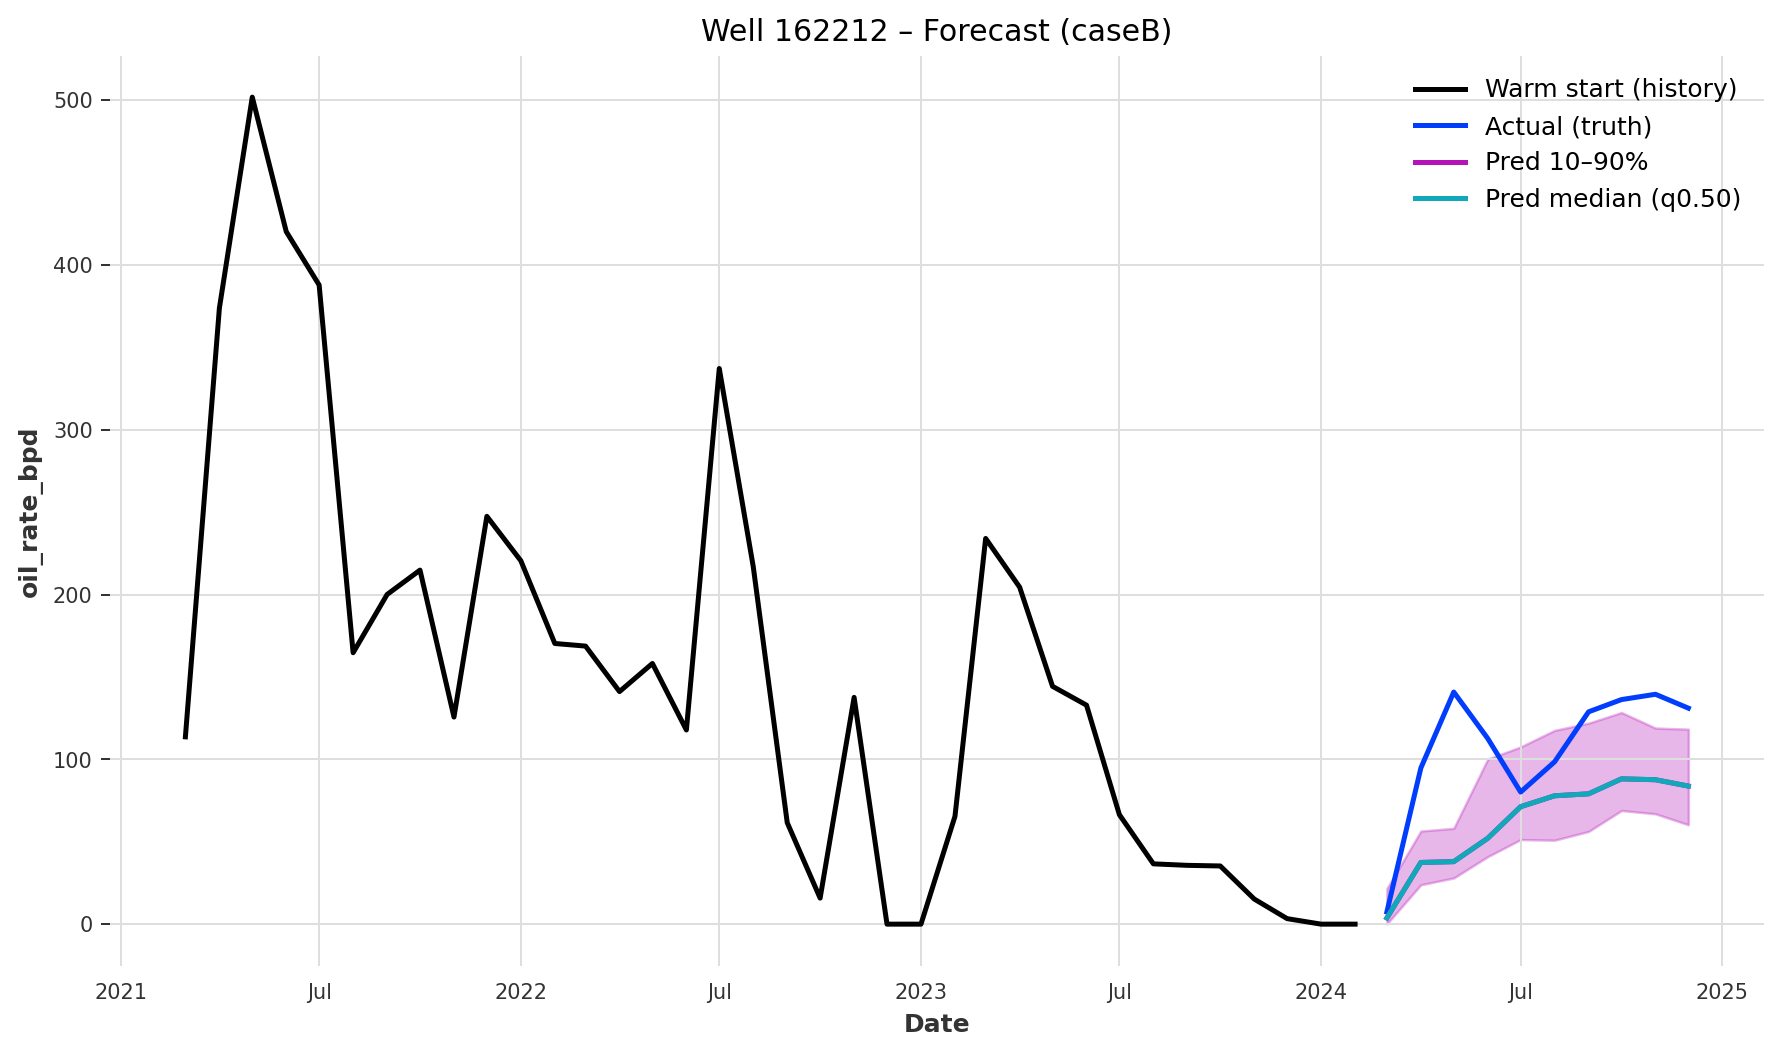 Well 162212 – Forecast (caseB)
Warm start (history)
Actual (truth)
Pred 10–90%
Pred median (q0.50)
oil_rate_bpd
500
400
300
200
100
0
2021
Jul
2022
Jul
2023
Jul
2024
Jul
2025
Date